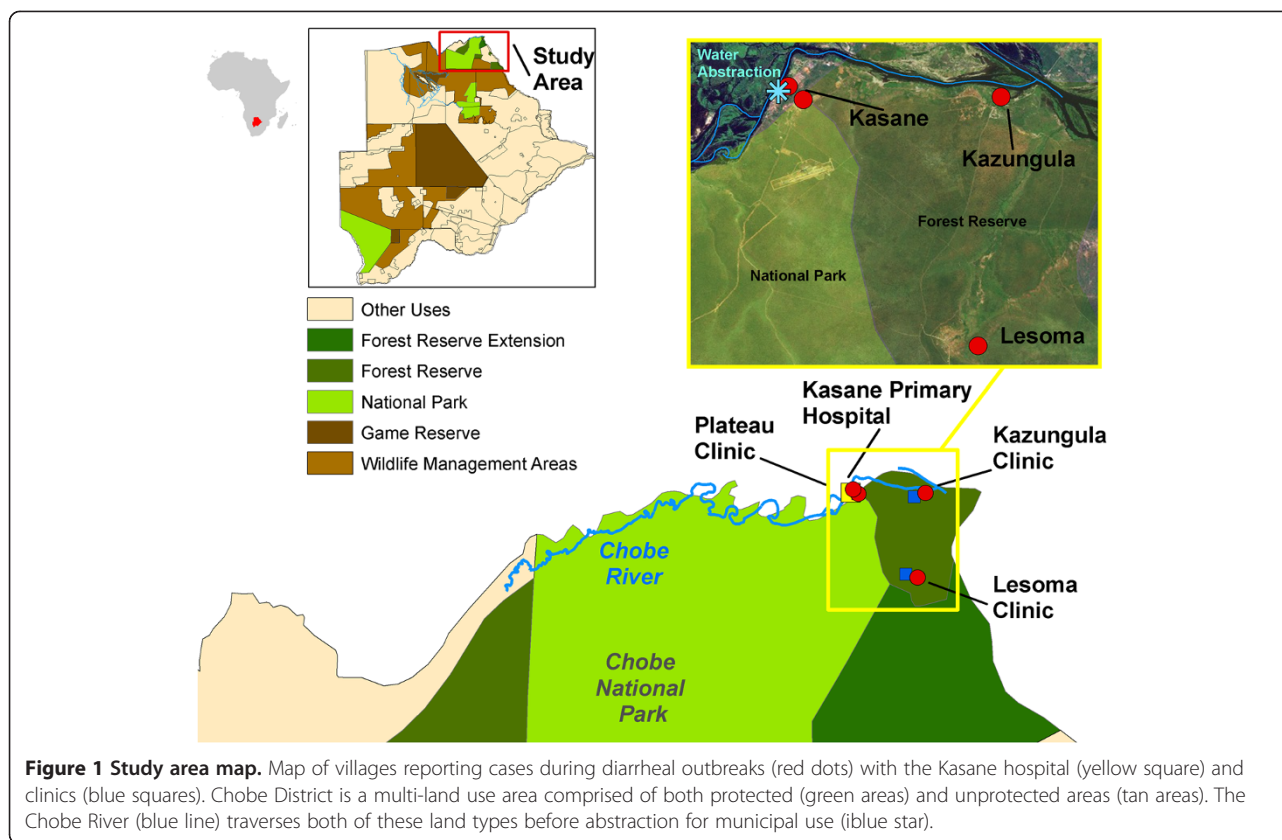 Study
Area
Water
Abstraction
Kasane
Kazungula
Forest Reserve
National Park
Lesoma
Other Uses
Forest Reserve Extension
Forest Reserve
National Park
Game Reserve
Wildlife Management Areas
Kasane Primary
Hospital
Plateau
Clinic
Kazungula
Clinic
Chobe
River
Lesoma
Clinic
Chobe
National
Park
Figure 1 Study area map. Map of villages reporting cases during diarrheal outbreaks (red dots) with the Kasane hospital (yellow square) and
clinics (blue squares). Chobe District is a multi-land use area comprised of both protected (green areas) and unprotected areas (tan areas). The
Chobe River (blue line) traverses both of these land types before abstraction for municipal use (iblue star).